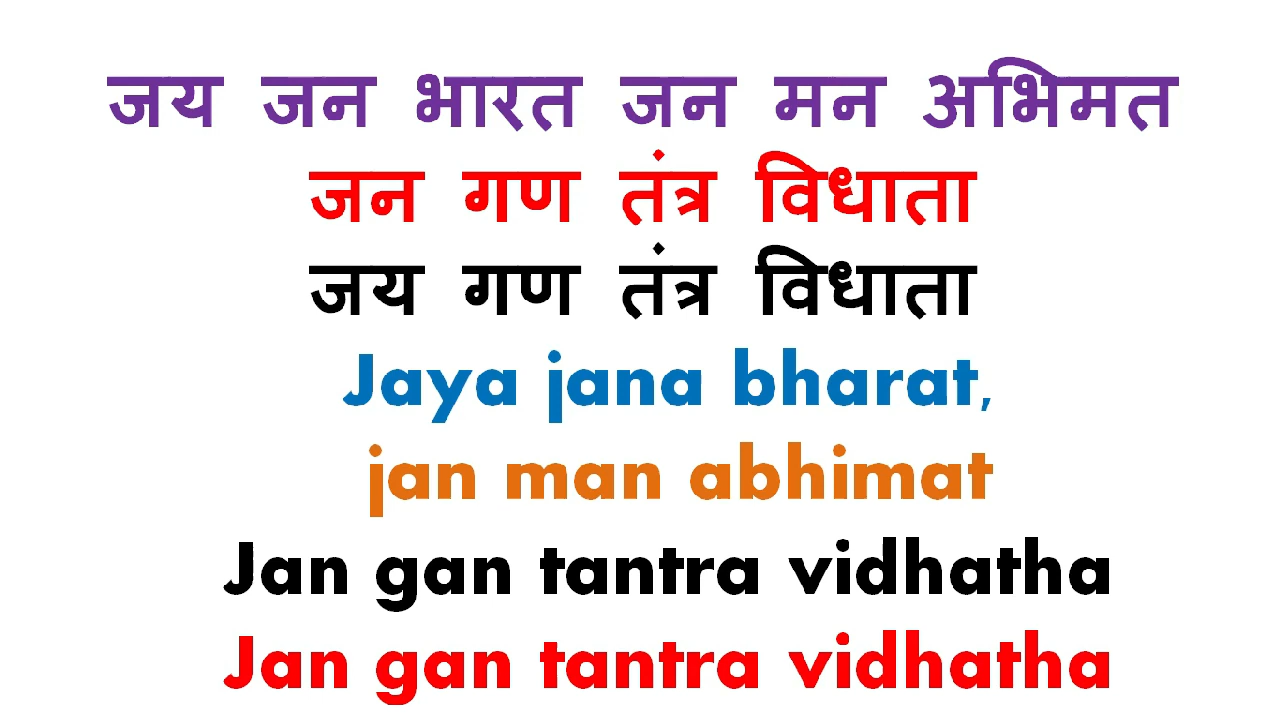 जय जन भारत जन मन अभिमत
जन गण तंत्र विधाता
जय गण तंत्र विधाता
Jaya jana bharat,
jan man abhimat
Jan gan tantra vidhatha
Jan gan tantra vidhatha